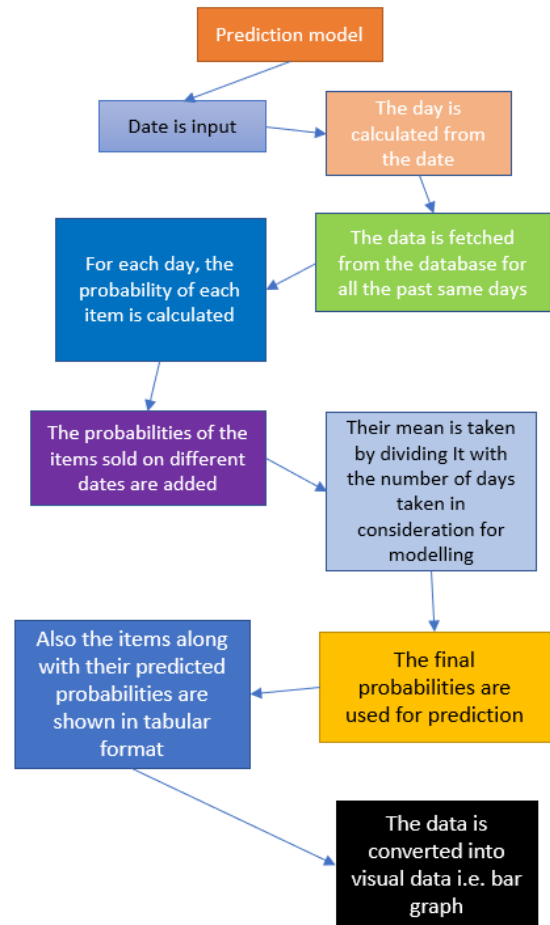 Prediction model
Date is input
The day is
calculated from
the date
The data is fetched
from the database for
all the past same days
For each day, the
probability of each
item is calculated
The probabilities of the
items sold on different
dates are added
Their mean is taken
by dividing It with
the number of days
taken in
consideration for
modelling
The final
probabilities are
used for prediction
Also the items along
with their predicted
probabilities are
shown in tabular
format
The data is
converted into
visual data i.e. bar
graph